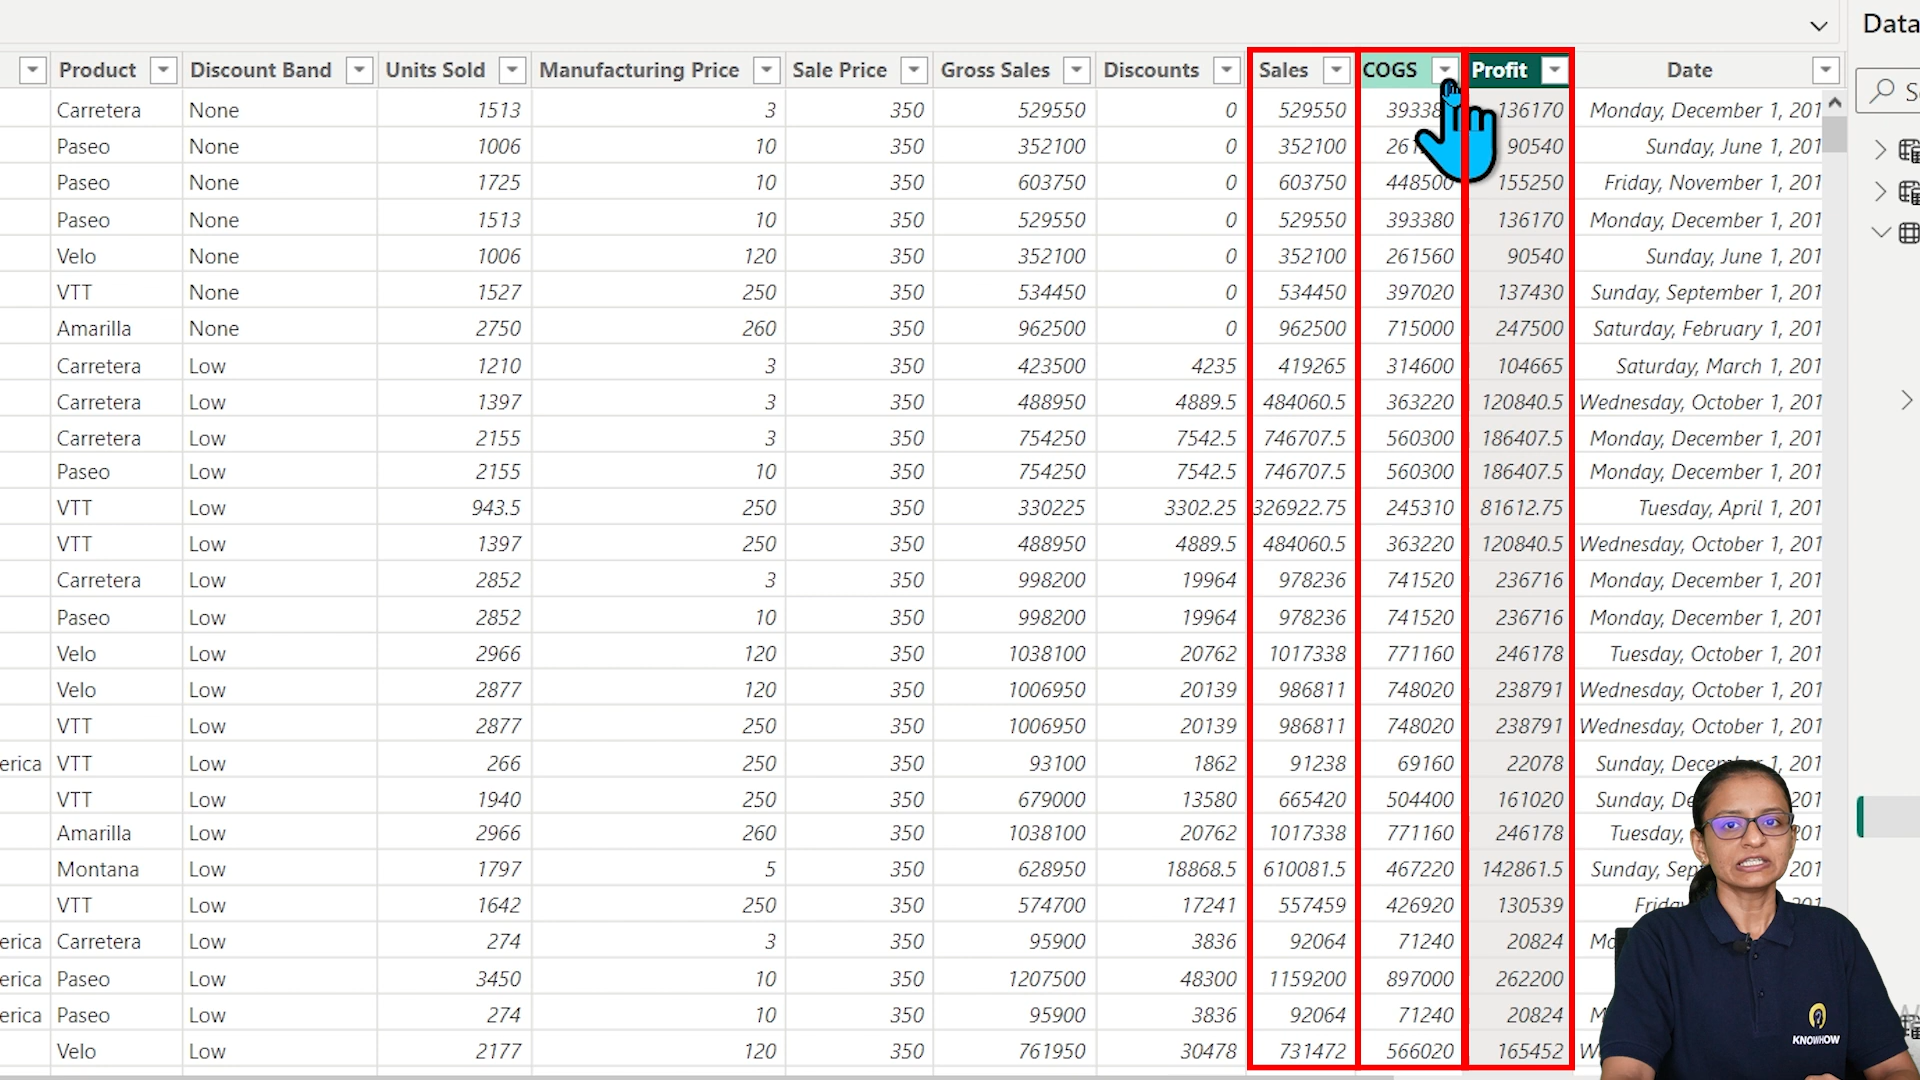 Data
Product Discount Band Units Sold Manufacturing Price Sale Price Gross Sales Discounts Sales COGS Profit Date
Carretera None 1513 3 350 529550 0 529550 39338 136170 Monday, December 1, 201
Paseo None 1006 10 350 352100 0 352100 261 90540 Sunday, June 1, 201
Paseo None 1725 10 350 603750 0 603750 448500 155250 Friday, November 1, 201
Paseo None 1513 10 350 529550 0 529550 393380 136170 Monday, December 1, 201
Velo None 1006 120 350 352100 0 352100 261560 90540 Sunday, June 1, 201
VTT None 1527 250 350 534450 0 534450 397020 137430 Sunday, September 1, 201
Amarilla None 2750 260 350 962500 0 962500 715000 247500 Saturday, February 1, 201
Carretera Low 1210 3 350 423500 4235 419265 314600 104665 Saturday, March 1, 201
Carretera Low 1397 3 350 488950 4889.5 484060.5 363220 120840.5 Wednesday, October 1, 201
Carretera Low 2155 3 350 754250 7542.5 746707.5 560300 186407.5 Monday, December 1, 201
Paseo Low 2155 10 350 754250 7542.5 746707.5 560300 186407.5 Monday, December 1, 201
VTT Low 943.5 250 350 330225 3302.25 326922.75 245310 81612.75 Tuesday, April 1, 201
VTT Low 1397 250 350 488950 4889.5 484060.5 363220 120840.5 Wednesday, October 1, 201
Carretera Low 2852 3 350 998200 19964 978236 741520 236716 Monday, December 1, 201
Paseo Low 2852 10 350 998200 19964 978236 741520 236716 Monday, December 1, 201
Velo Low 2966 120 350 1038100 20762 1017338 771160 246178 Tuesday, October 1, 201
Velo Low 2877 120 350 1006950 20139 986811 748020 238791 Wednesday, October 1, 201
VTT Low 2877 250 350 1006950 20139 986811 748020 238791 Wednesday, October 1, 201
erica VTT Low 266 250 350 93100 1862 91238 69160 22078 Sunday, December 1, 201
VTT Low 1940 250 350 679000 13580 665420 504400 161020 Sunday, De 201
Amarilla Low 2966 260 350 1038100 20762 1017338 771160 246178 Tuesday, 201
Montana Low 1797 5 350 628950 18868.5 610081.5 467220 142861.5 Sunday, Sep 201
VTT Low 1642 250 350 574700 17241 557459 426920 130539 Frida 201
erica Carretera Low 274 3 350 95900 3836 92064 71240 20824 Mo
erica Paseo Low 3450 10 350 1207500 48300 1159200 897000 262200
erica Paseo Low 274 10 350 95900 3836 92064 71240 20824 M
Velo Low 2177 120 350 761950 30478 731472 566020 165452 W
KNOWHOW